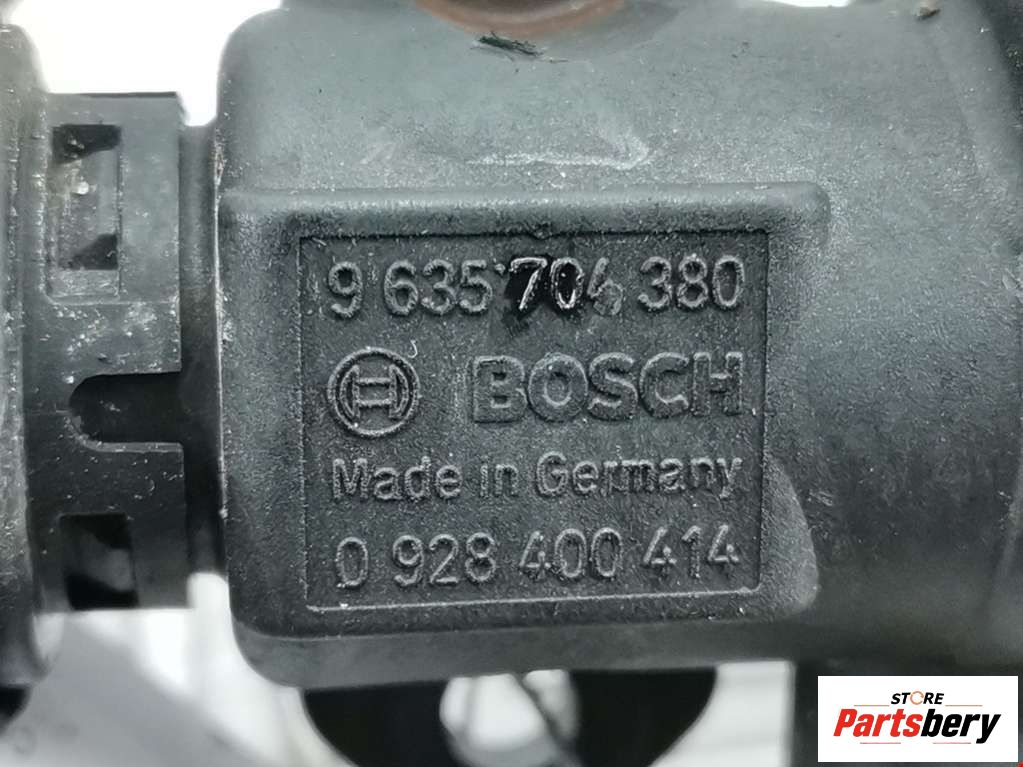 9 635 704 380
BOSCH
Made in Germany
0 928 400 414
STORE
Partsbery